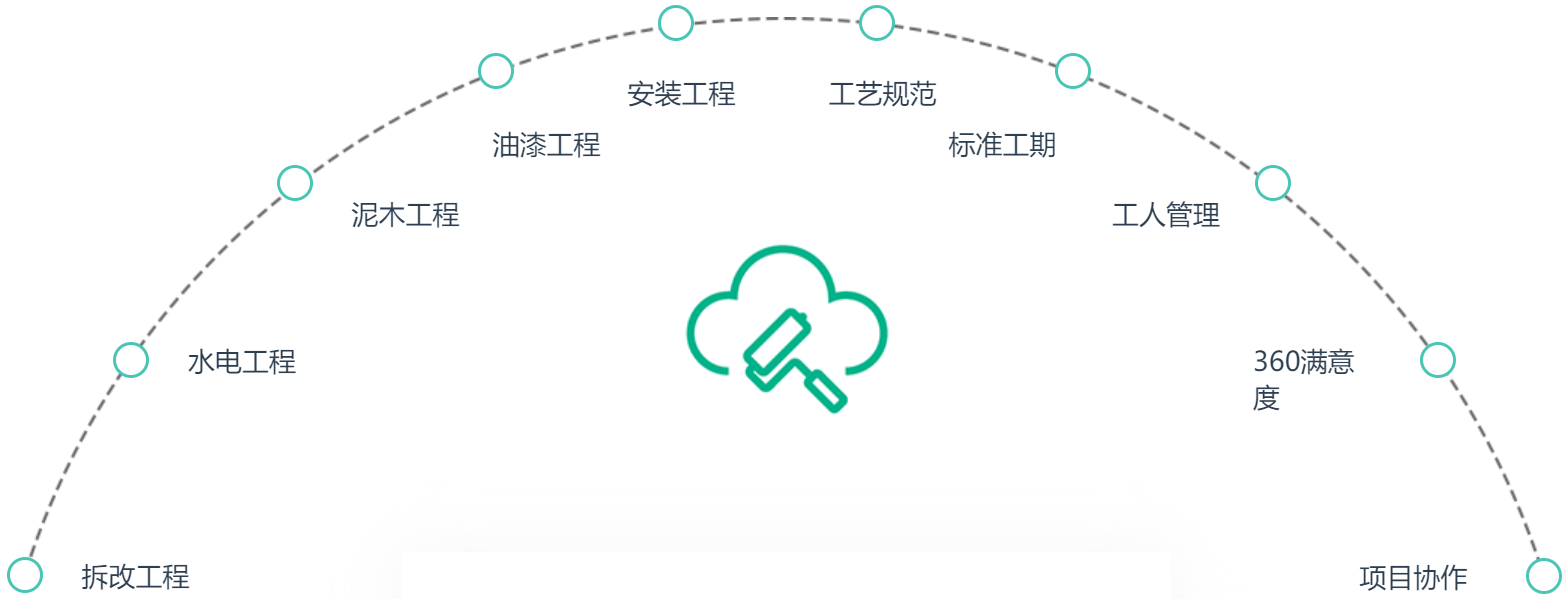 安装工程
工艺规范
油漆工程
标准工期
泥木工程
工人管理
水电工程
360满意
度
拆改工程
项目协作